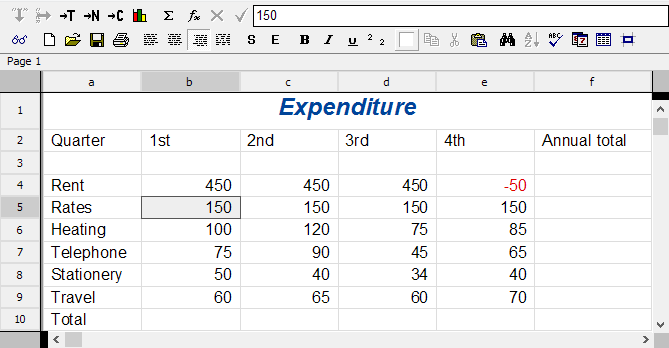 →T →N →C Σ fx 150
S E B I U 2 2 ABC
Page 1
a b c d e f
1 Expenditure
2 Quarter 1st 2nd 3rd 4th Annual total
3
4 Rent 450 450 450 -50
5 Rates 150 150 150 150
6 Heating 100 120 75 85
7 Telephone 75 90 45 65
8 Stationery 50 40 34 40
9 Travel 60 65 60 70
10 Total